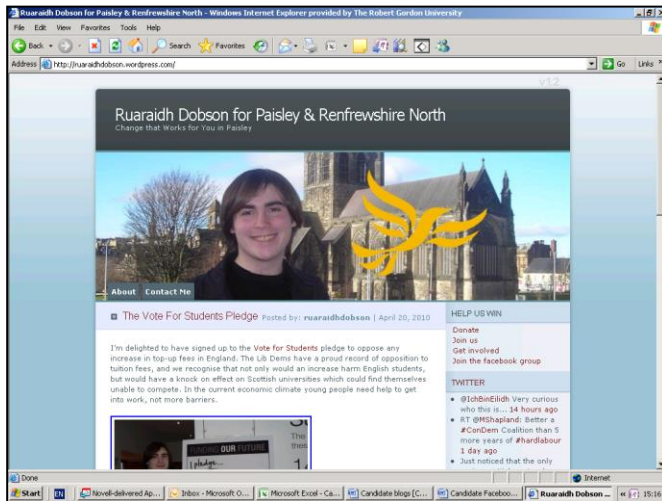 Ruaraidh Dobson for Paisley & Renfrewshire North - Windows Internet Explorer provided by The Robert Gordon University
File Edit View Favorites Tools Help
Back Search Favorites
Address http://ruaraidhdobson.wordpress.com/ Go Links
v1.2
Ruaraidh Dobson for Paisley & Renfrewshire North
Change that Works for You in Paisley
About Contact Me
The Vote For Students Pledge Posted by: ruaraidhdobson | April 20, 2010
I'm delighted to have signed up to the Vote for Students pledge to oppose any
increase in top-up fees in England. The Lib Dems have a proud record of opposition to
tuition fees, and we recognise that not only would an increase harm English students,
but would have a knock on effect on Scottish universities which could find themselves
unable to compete. In the current economic climate young people need help to get
into work, not more barriers.
FUNDING OUR FUTURE
I pledge...
The
HELP US WIN
Donate
Join us
Get involved
Join the facebook group
TWITTER
@IchBinEilidh Very curious
who this is... 14 hours ago
RT @MShapland: Better a
#ConDem Coalition than 5
more years of #hardlabour
1 day ago
Just noticed that the only
Done Internet
Start EN Novell-delivered Ap... Inbox - Microsoft O... Microsoft Excel - Ca... Candidate blogs [C... Candidate Faceboo... Ruaraidh Dobson ... 15:16